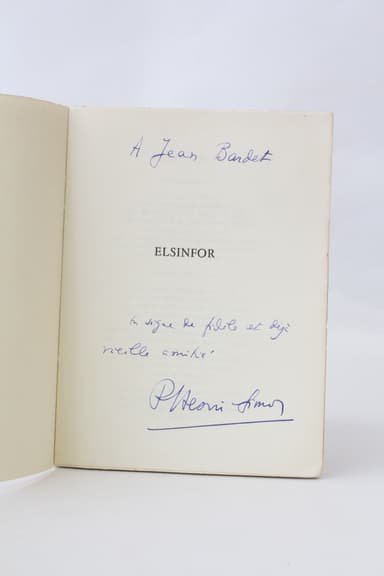 A Jean Bardet
ELSINFOR
en signe de fidèle et déjà
vieille amitié
PHenri Simon